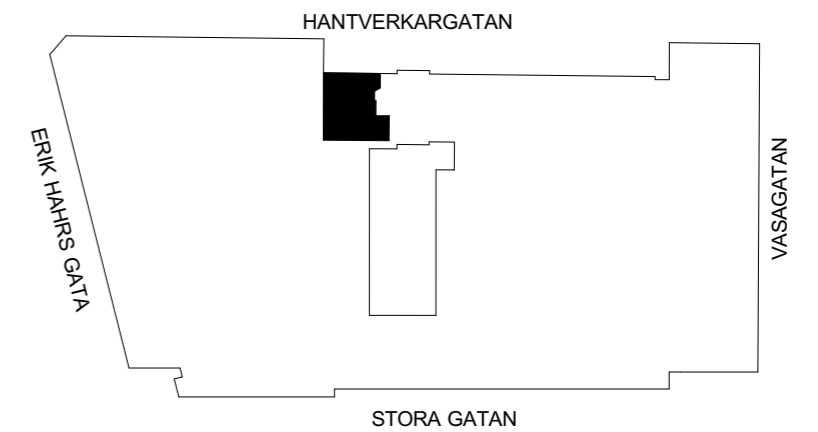 HANTVERKARGATAN
ERIK HAHRS GATA
VASAGATAN
STORA GATAN